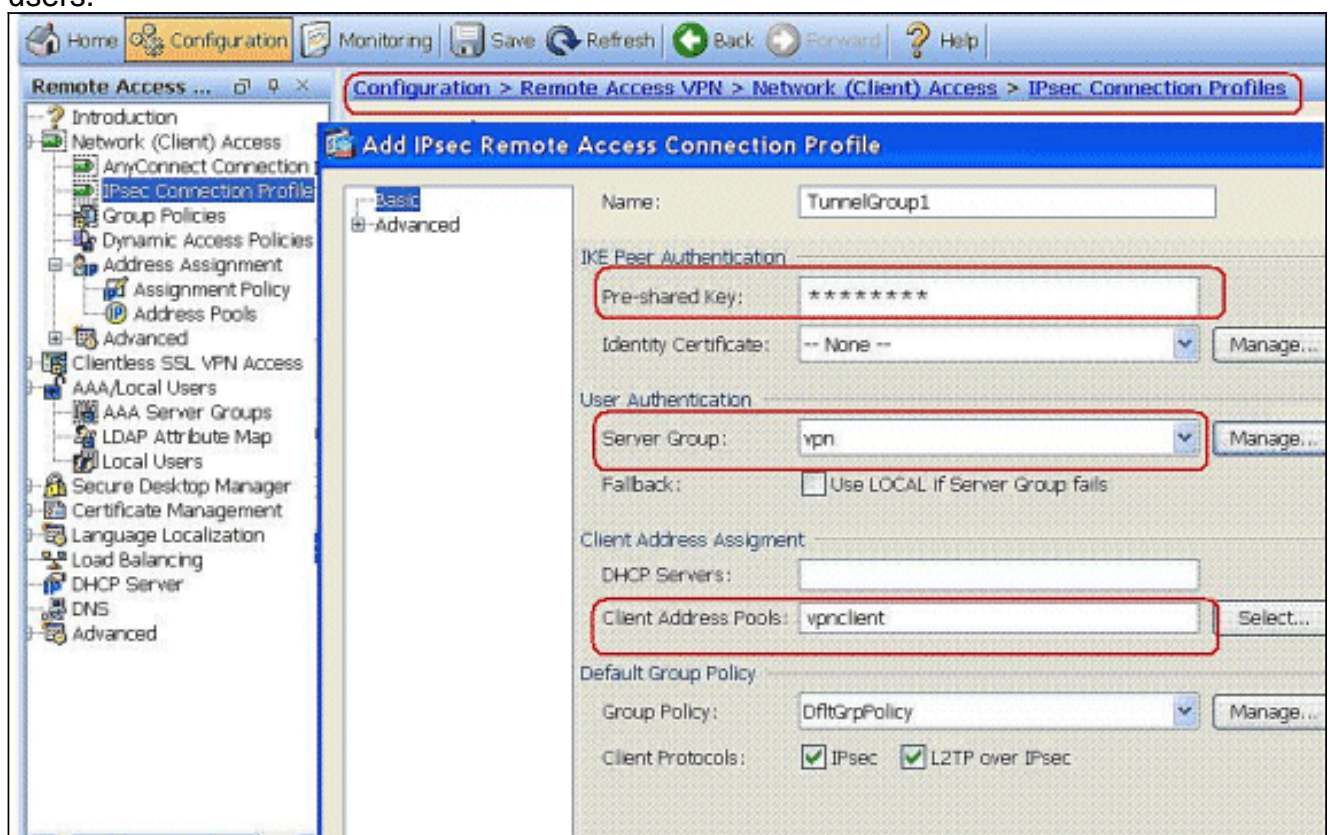 users.
Home Configuration Monitoring Save Refresh Back Forward Help
Remote Access ...
Configuration > Remote Access VPN > Network (Client) Access > IPsec Connection Profiles
Introduction
Network (Client) Access
AnyConnect Connection
IPsec Connection Profile
Group Policies
Dynamic Access Policies
Address Assignment
Assignment Policy
Address Pools
Advanced
Clientless SSL VPN Access
AAA/Local Users
AAA Server Groups
LDAP Attribute Map
Local Users
Secure Desktop Manager
Certificate Management
Language Localization
Load Balancing
DHCP Server
DNS
Advanced
Add IPsec Remote Access Connection Profile
Basic
Advanced
Name: TunnelGroup1
IKE Peer Authentication
Pre-shared Key: ********
Identity Certificate: -- None -- Manage...
User Authentication
Server Group: vpn Manage...
Fallback: Use LOCAL if Server Group fails
Client Address Assigment
DHCP Servers:
Client Address Pools: vpnclient Select...
Default Group Policy
Group Policy: DfltGrpPolicy Manage...
Client Protocols: IPsec L2TP over IPsec